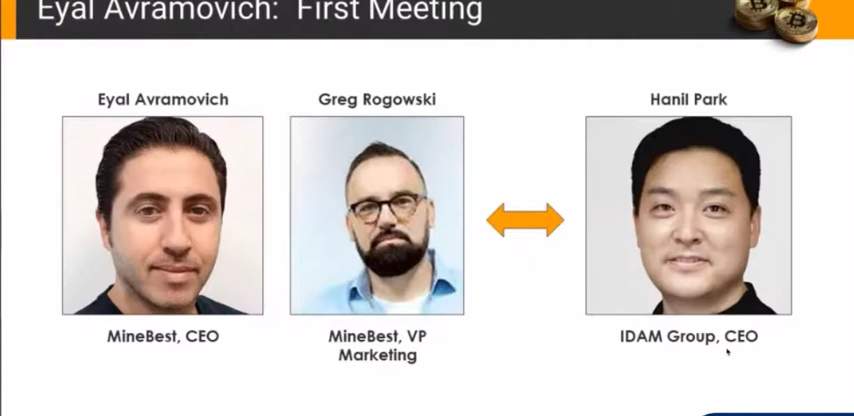 Eyal Avramovich: First Meeting
Eyal Avramovich
Greg Rogowski
Hanil Park
MineBest, CEO
MineBest, VP
Marketing
IDAM Group, CEO